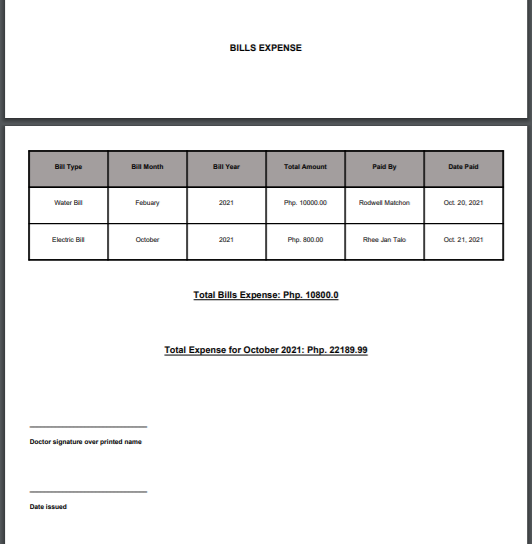 BILLS EXPENSE
Bill Type Bill Month Bill Year Total Amount Paid By Date Paid
Water Bill Febuary 2021 Php. 10000.00 Rodwell Matchon Oct. 20, 2021
Electric Bill October 2021 Php. 800.00 Rhee Jan Talo Oct. 21, 2021
Total Bills Expense: Php. 10800.0
Total Expense for October 2021: Php. 22189.99
Doctor signature over printed name
Date issued